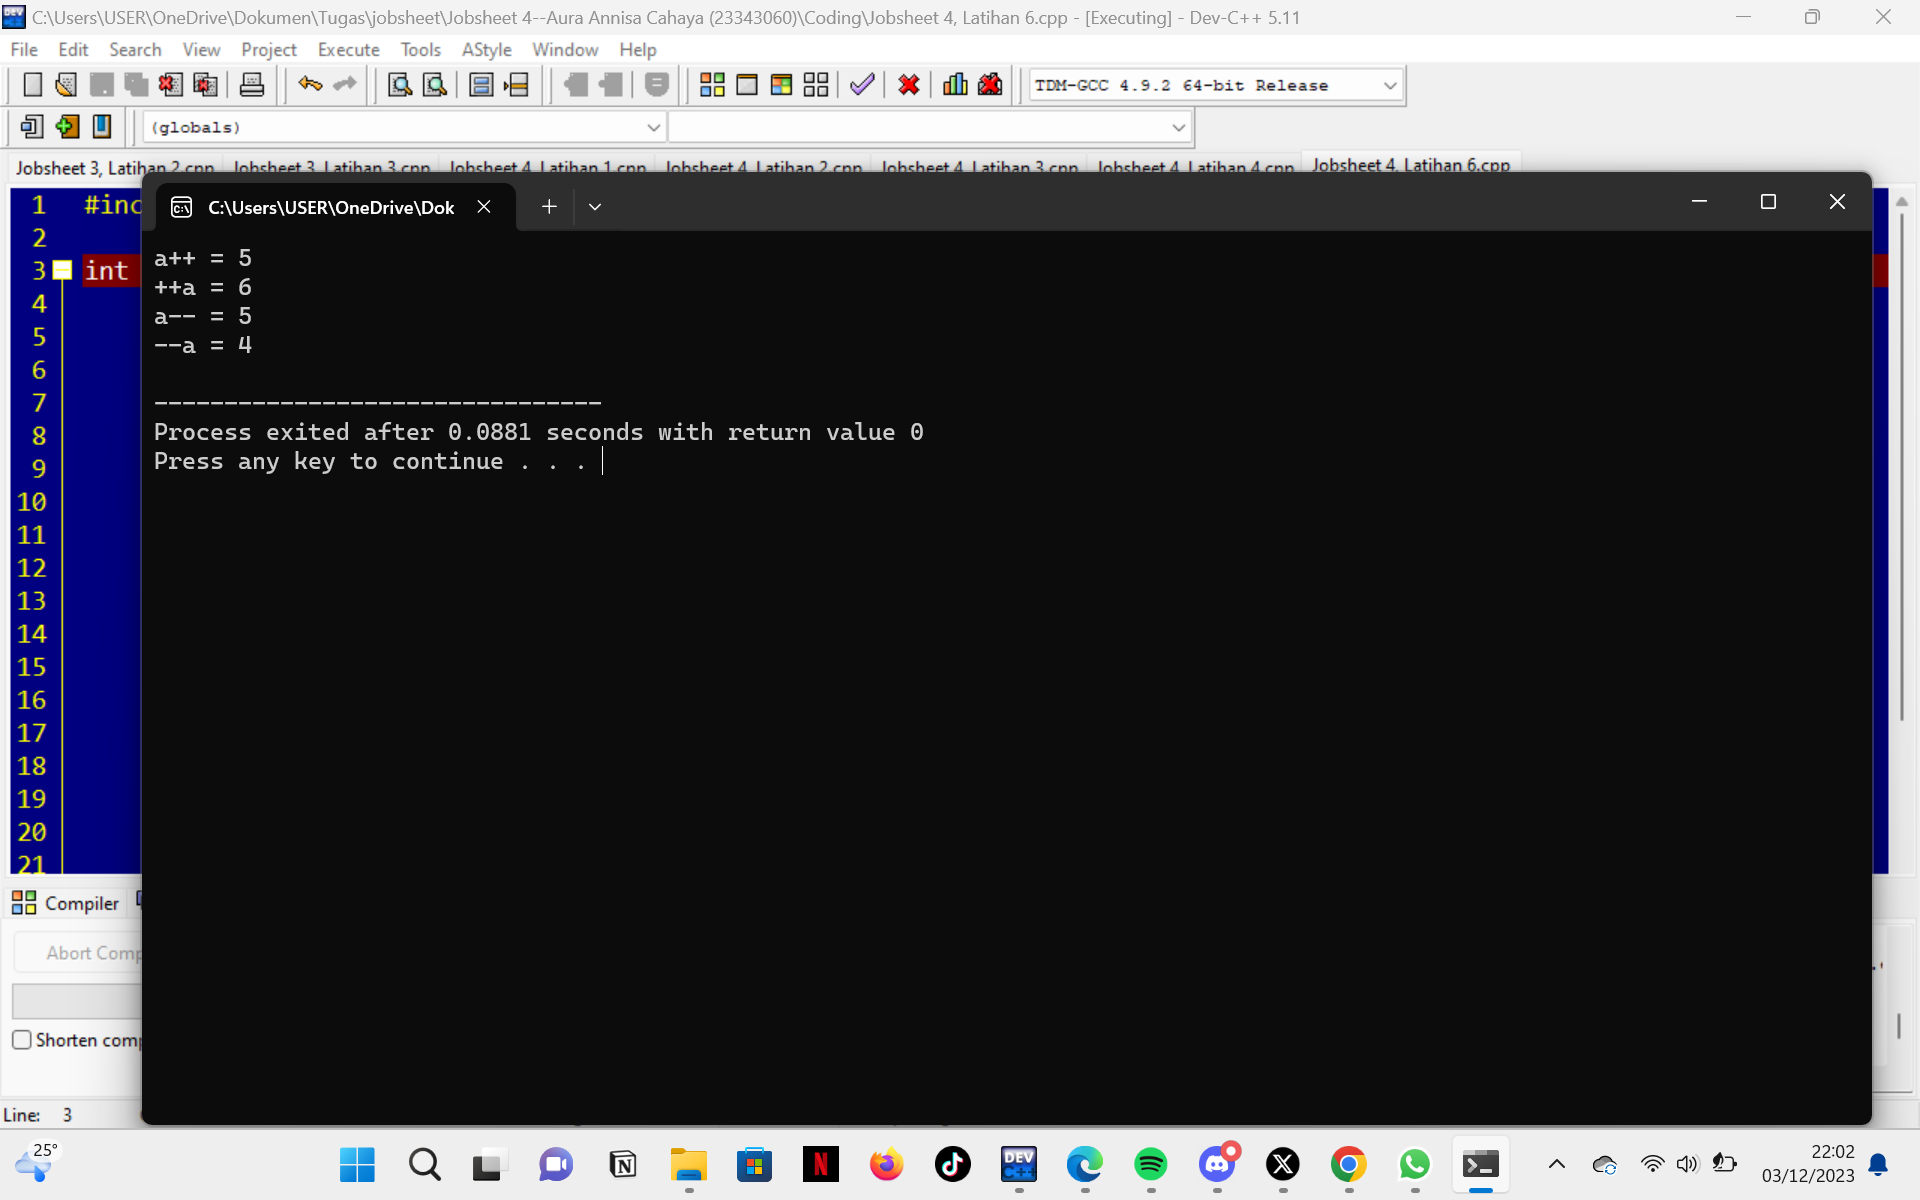 C:\Users\USER\OneDrive\Dokumen\Tugas\jobsheet\Jobsheet 4--Aura Annisa Cahaya (23343060)\Coding\Jobsheet 4, Latihan 6.cpp - [Executing] - Dev-C++ 5.11
File Edit Search View Project Execute Tools AStyle Window Help
TDM-GCC 4.9.2 64-bit Release
(globals)
Jobsheet 3, Latihan 2.cpp Jobsheet 3, Latihan 3.cpp Jobsheet 4, Latihan 1.cpp Jobsheet 4, Latihan 2.cpp Jobsheet 4, Latihan 3.cpp Jobsheet 4, Latihan 4.cpp Jobsheet 4, Latihan 6.cpp
1 #inc
2
3 int
4
5
6
7
8
9
10
11
12
13
14
15
16
17
18
19
20
21
C:\Users\USER\OneDrive\Dok
a++ = 5
++a = 6
a-- = 5
--a = 4
--------------------------------
Process exited after 0.0881 seconds with return value 0
Press any key to continue . . .
Compiler
Abort Comp
Shorten comp
Line: 3
25°
DEV C++
22:02
03/12/2023